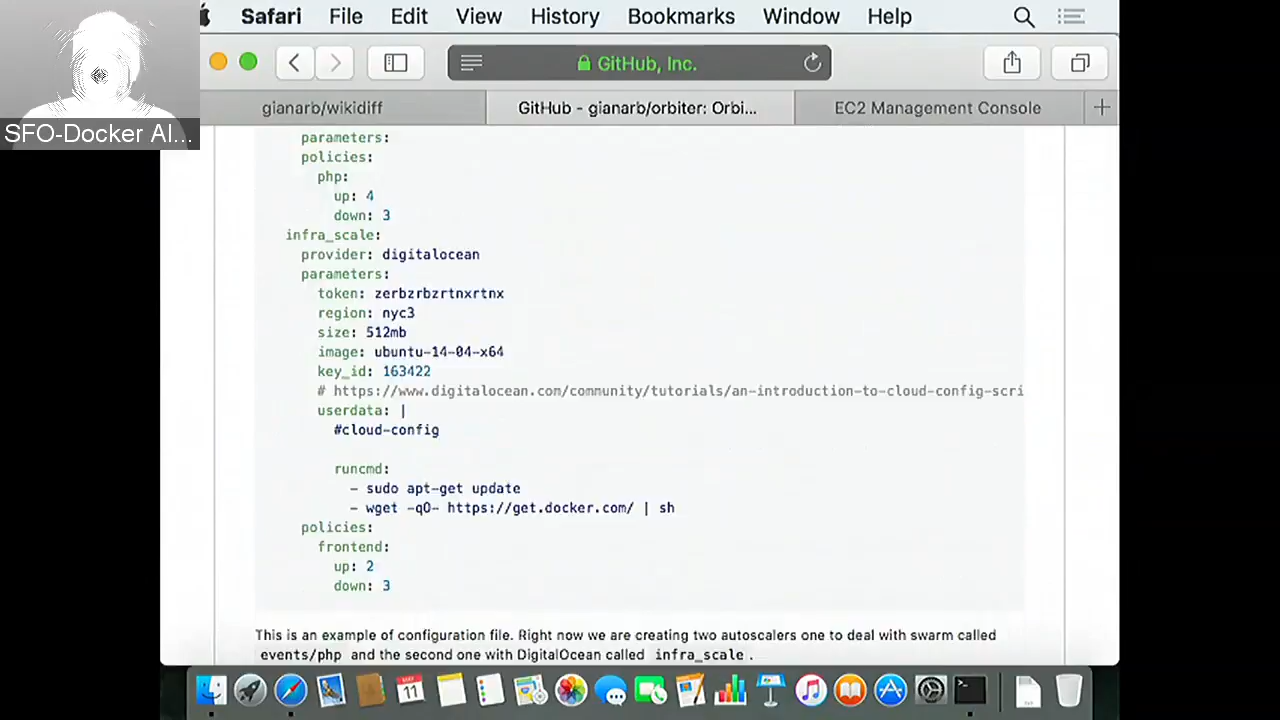 Safari File Edit View History Bookmarks Window Help
GitHub, Inc.
gianarb/wikidiff GitHub - gianarb/orbiter: Orbi... EC2 Management Console
SFO-Docker Al...
parameters:
policies:
php:
up: 4
down: 3
infra_scale:
provider: digitalocean
parameters:
token: zerbzrbzrtnxrtnx
region: nyc3
size: 512mb
image: ubuntu-14-04-x64
key_id: 163422
# https://www.digitalocean.com/community/tutorials/an-introduction-to-cloud-config-scri
userdata: |
#cloud-config
runcmd:
- sudo apt-get update
- wget -qO- https://get.docker.com/ | sh
policies:
frontend:
up: 2
down: 3
This is an example of configuration file. Right now we are creating two autoscalers one to deal with swarm called
events/php and the second one with DigitalOcean called infra_scale .
11